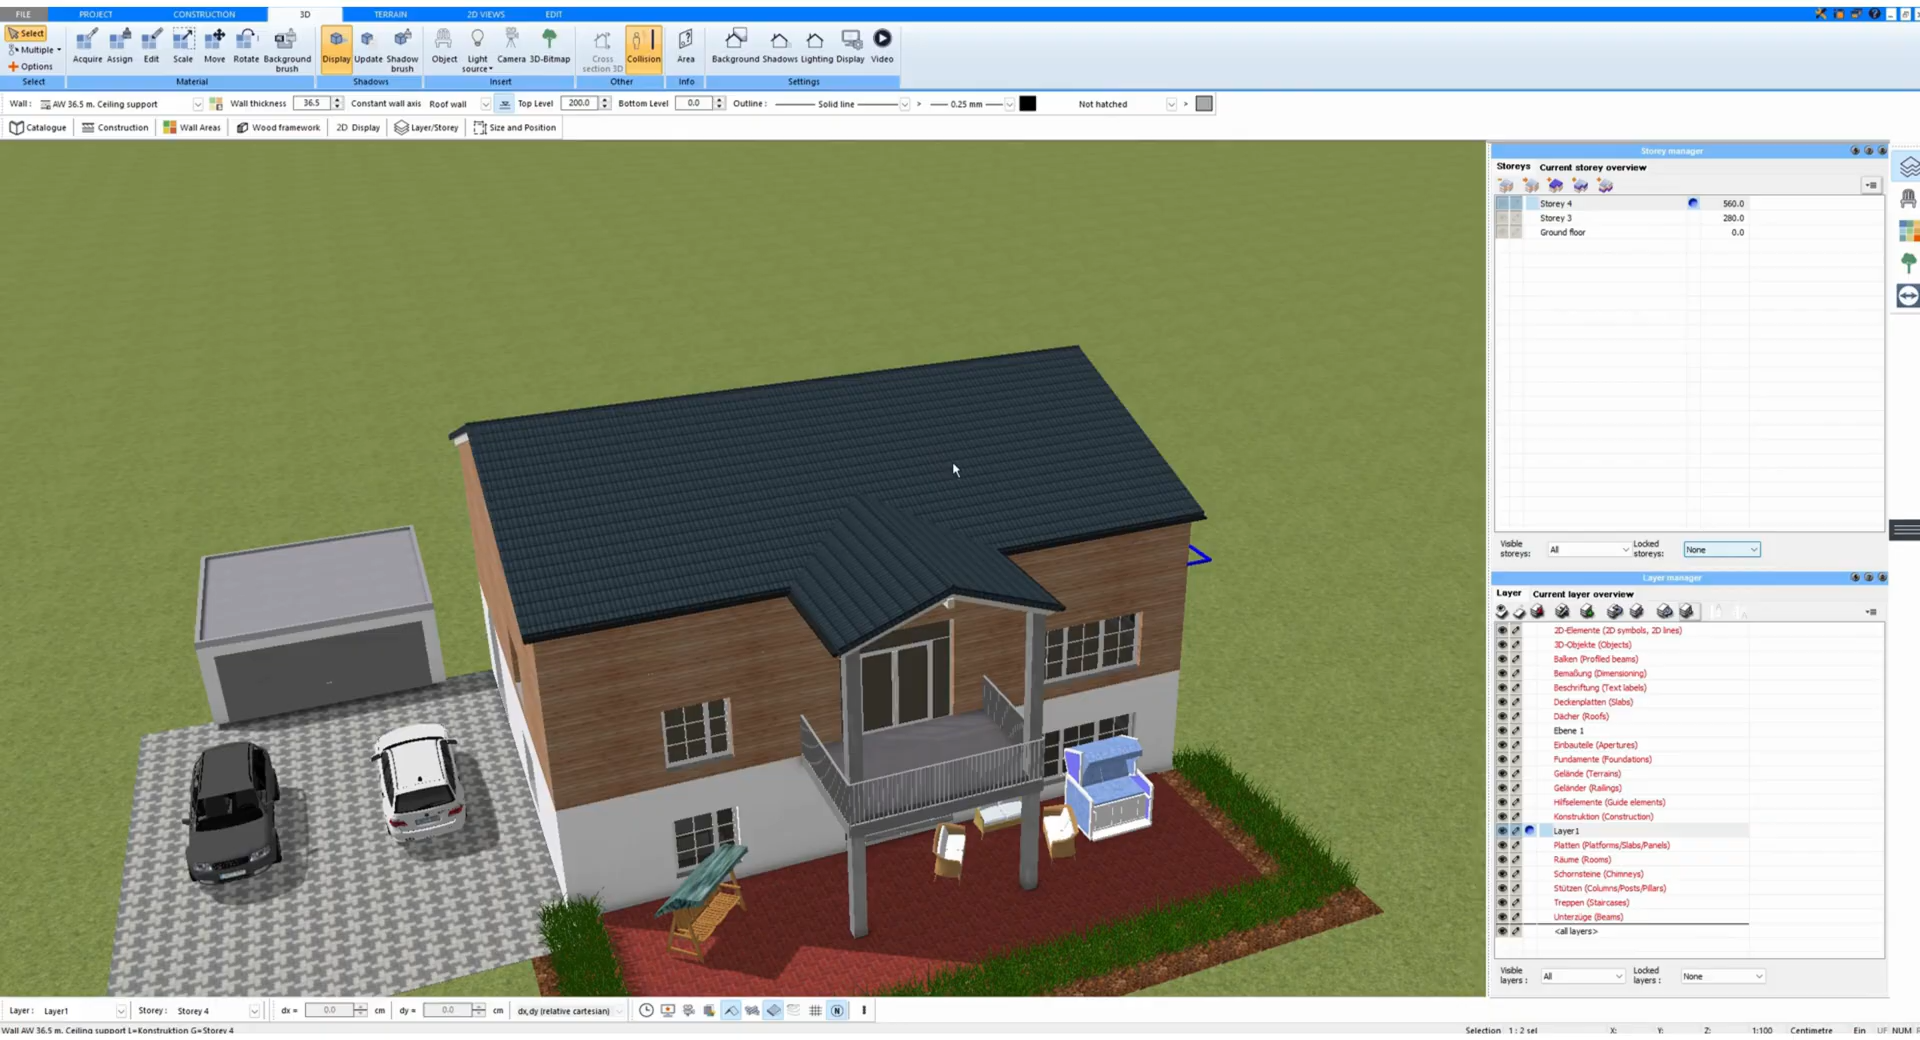 FILE PROJECT CONSTRUCTION 3D TERRAIN 2D VIEWS EDIT
Select
Multiple
Options
Select
Acquire Assign Edit Scale Move Rotate Background brush
Material
Display Update Shadow brush
Shadows
Object Light source Camera 3D-Bitmap
Insert
Cross section 3D Collision
Other
Area
Info
Background Shadows Lighting Display Video
Settings
Wall : AW 36.5 m. Ceiling support Wall thickness 36.5 Constant wall axis Roof wall Top Level 200.0 Bottom Level 0.0 Outline : Solid line > 0.25 mm Not hatched >
Catalogue Construction Wall Areas Wood framework 2D Display Layer/Storey Size and Position
Storey manager
Storeys Current storey overview
Storey 4 560.0
Storey 3 280.0
Ground floor 0.0
Visible storeys: All Locked storeys: None
Layer manager
Layer Current layer overview
2D-Elemente (2D symbols, 2D lines)
3D-Objekte (Objects)
Balken (Profiled beams)
Bemaßung (Dimensioning)
Beschriftung (Text labels)
Deckenplatten (Slabs)
Dächer (Roofs)
Ebene 1
Einbauteile (Apertures)
Fundamente (Foundations)
Gelände (Terrains)
Geländer (Railings)
Hilfselemente (Guide elements)
Konstruktion (Construction)
Layer1
Platten (Platforms/Slabs/Panels)
Räume (Rooms)
Schornsteine (Chimneys)
Stützen (Columns/Posts/Pillars)
Treppen (Staircases)
Unterzüge (Beams)
<all layers>
Visible layers : All Locked layers : None
Layer : Layer1 Storey : Storey 4 dx = 0.0 cm dy = 0.0 cm dx,dy (relative cartesian)
Wall AW 36.5 m. Ceiling support L=Konstruktion G=Storey 4
Selection 1 : 2 sel X: Y: Z: 1:100 Centimetre Ein UF NUM